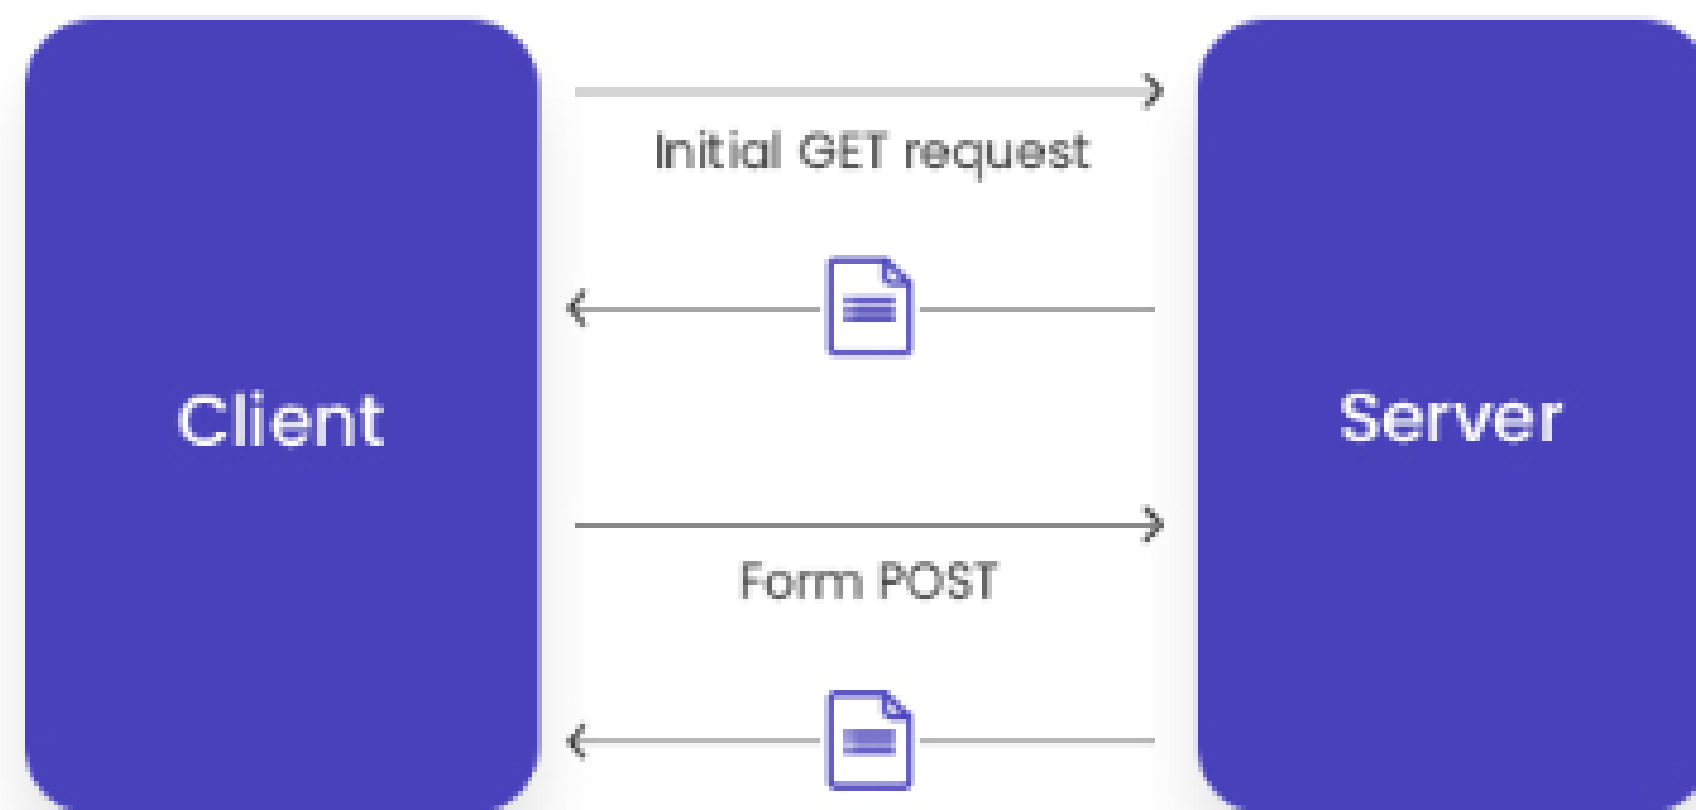 Initial GET request
Client
Server
Form POST